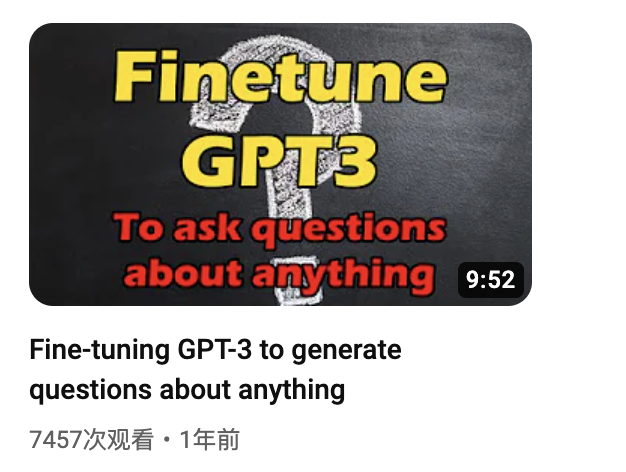 Finetune
GPT3
To ask questions
about anything
9:52
Fine-tuning GPT-3 to generate
questions about anything
7457次观看・1年前